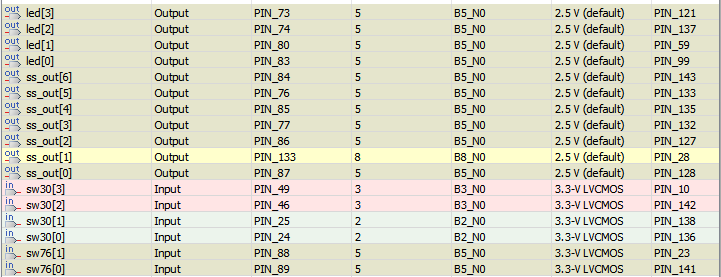 out led[3] Output PIN_73 5 B5_N0 2.5 V (default) PIN_121
out led[2] Output PIN_74 5 B5_N0 2.5 V (default) PIN_137
out led[1] Output PIN_80 5 B5_N0 2.5 V (default) PIN_59
out led[0] Output PIN_83 5 B5_N0 2.5 V (default) PIN_99
out ss_out[6] Output PIN_84 5 B5_N0 2.5 V (default) PIN_143
out ss_out[5] Output PIN_76 5 B5_N0 2.5 V (default) PIN_133
out ss_out[4] Output PIN_85 5 B5_N0 2.5 V (default) PIN_135
out ss_out[3] Output PIN_77 5 B5_N0 2.5 V (default) PIN_132
out ss_out[2] Output PIN_86 5 B5_N0 2.5 V (default) PIN_127
out ss_out[1] Output PIN_133 8 B8_N0 2.5 V (default) PIN_28
out ss_out[0] Output PIN_87 5 B5_N0 2.5 V (default) PIN_128
in sw30[3] Input PIN_49 3 B3_N0 3.3-V LVCMOS PIN_10
in sw30[2] Input PIN_46 3 B3_N0 3.3-V LVCMOS PIN_142
in sw30[1] Input PIN_25 2 B2_N0 3.3-V LVCMOS PIN_138
in sw30[0] Input PIN_24 2 B2_N0 3.3-V LVCMOS PIN_136
in sw76[1] Input PIN_88 5 B5_N0 3.3-V LVCMOS PIN_23
in sw76[0] Input PIN_89 5 B5_N0 3.3-V LVCMOS PIN_141